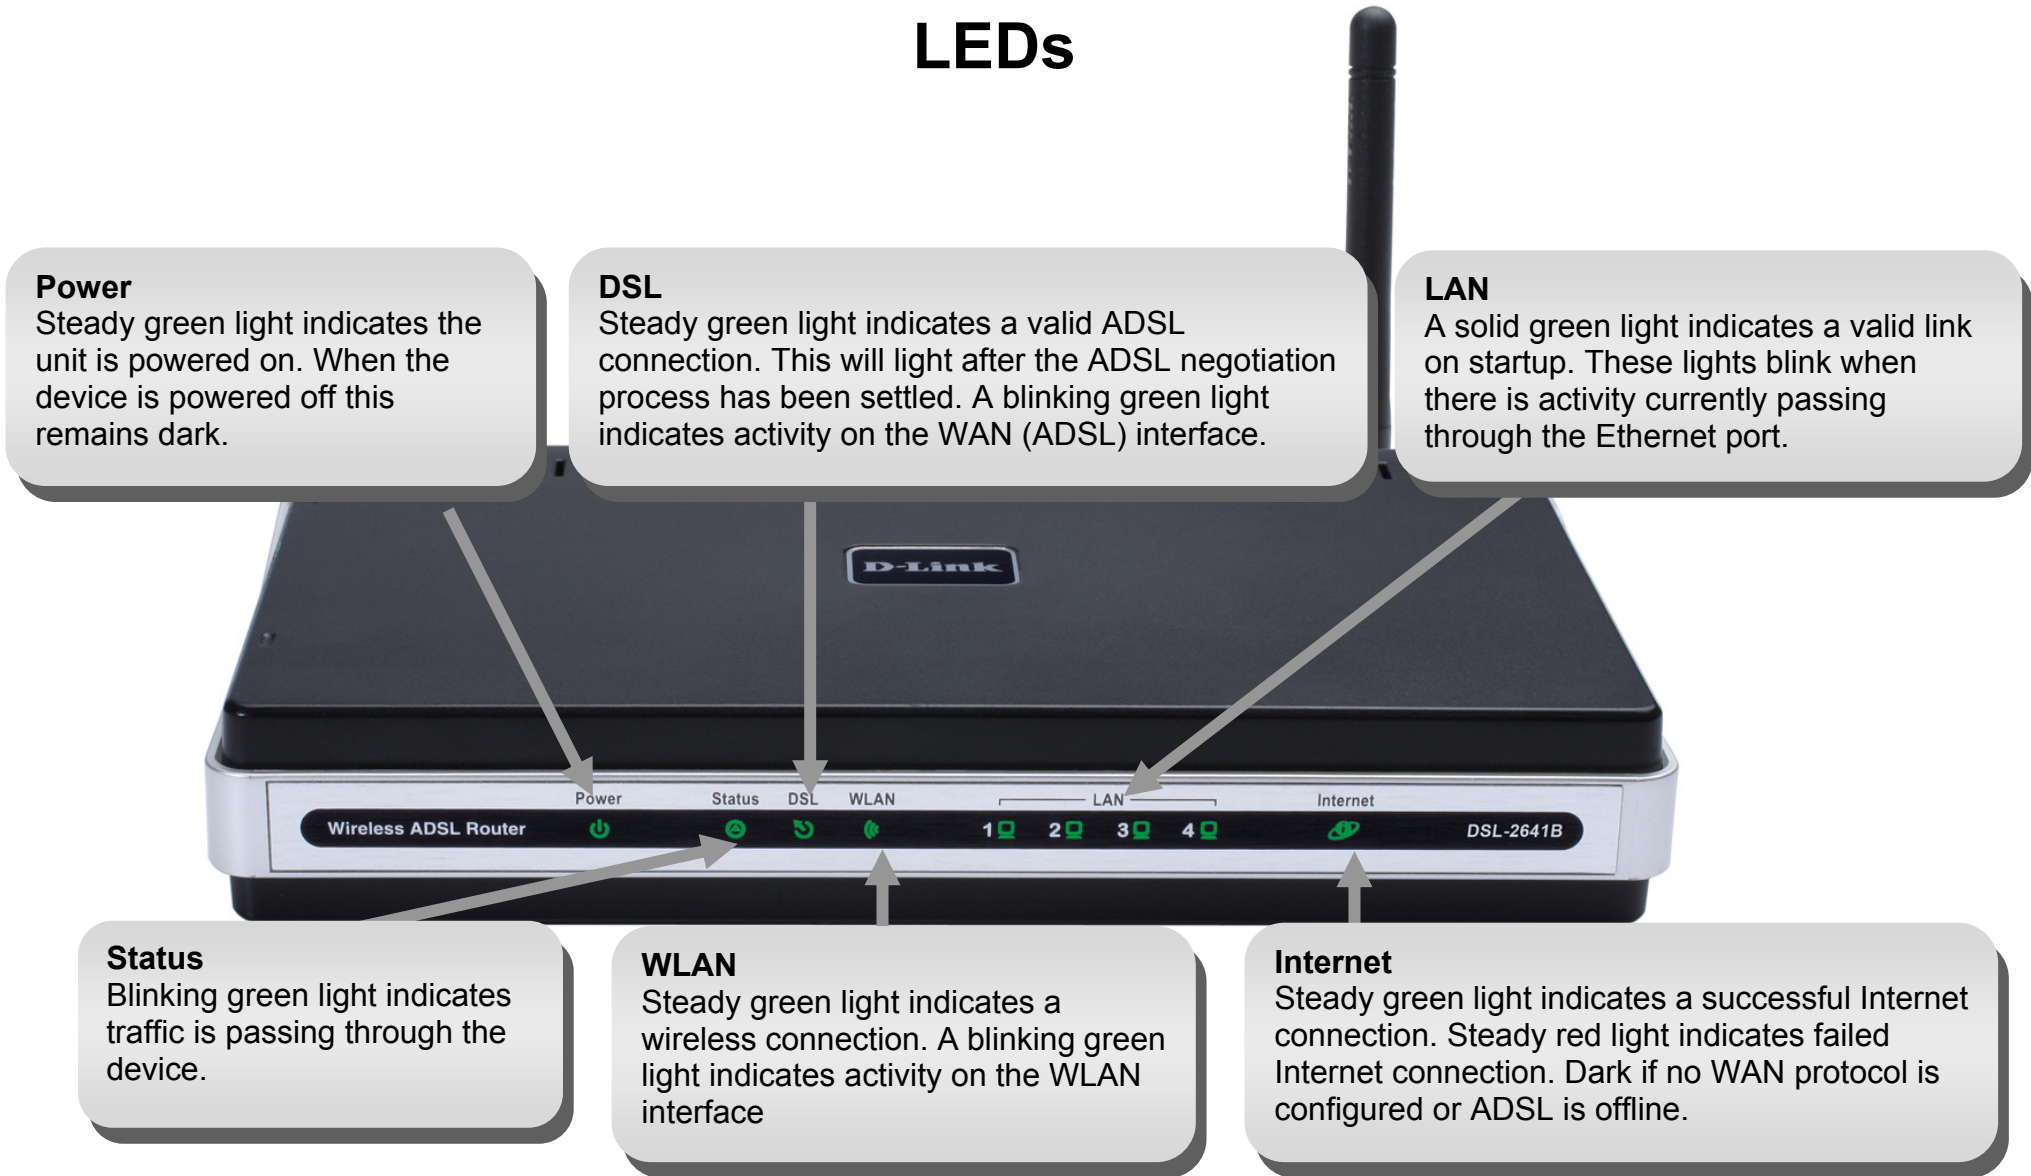 LEDs
Power
Steady green light indicates the
unit is powered on. When the
device is powered off this
remains dark.
DSL
Steady green light indicates a valid ADSL
connection. This will light after the ADSL negotiation
process has been settled. A blinking green light
indicates activity on the WAN (ADSL) interface.
LAN
A solid green light indicates a valid link
on startup. These lights blink when
there is activity currently passing
through the Ethernet port.
D-Link
Power Status DSL WLAN LAN Internet
Wireless ADSL Router 1 2 3 4 DSL-2641B
Status
Blinking green light indicates
traffic is passing through the
device.
WLAN
Steady green light indicates a
wireless connection. A blinking green
light indicates activity on the WLAN
interface
Internet
Steady green light indicates a successful Internet
connection. Steady red light indicates failed
Internet connection. Dark if no WAN protocol is
configured or ADSL is offline.